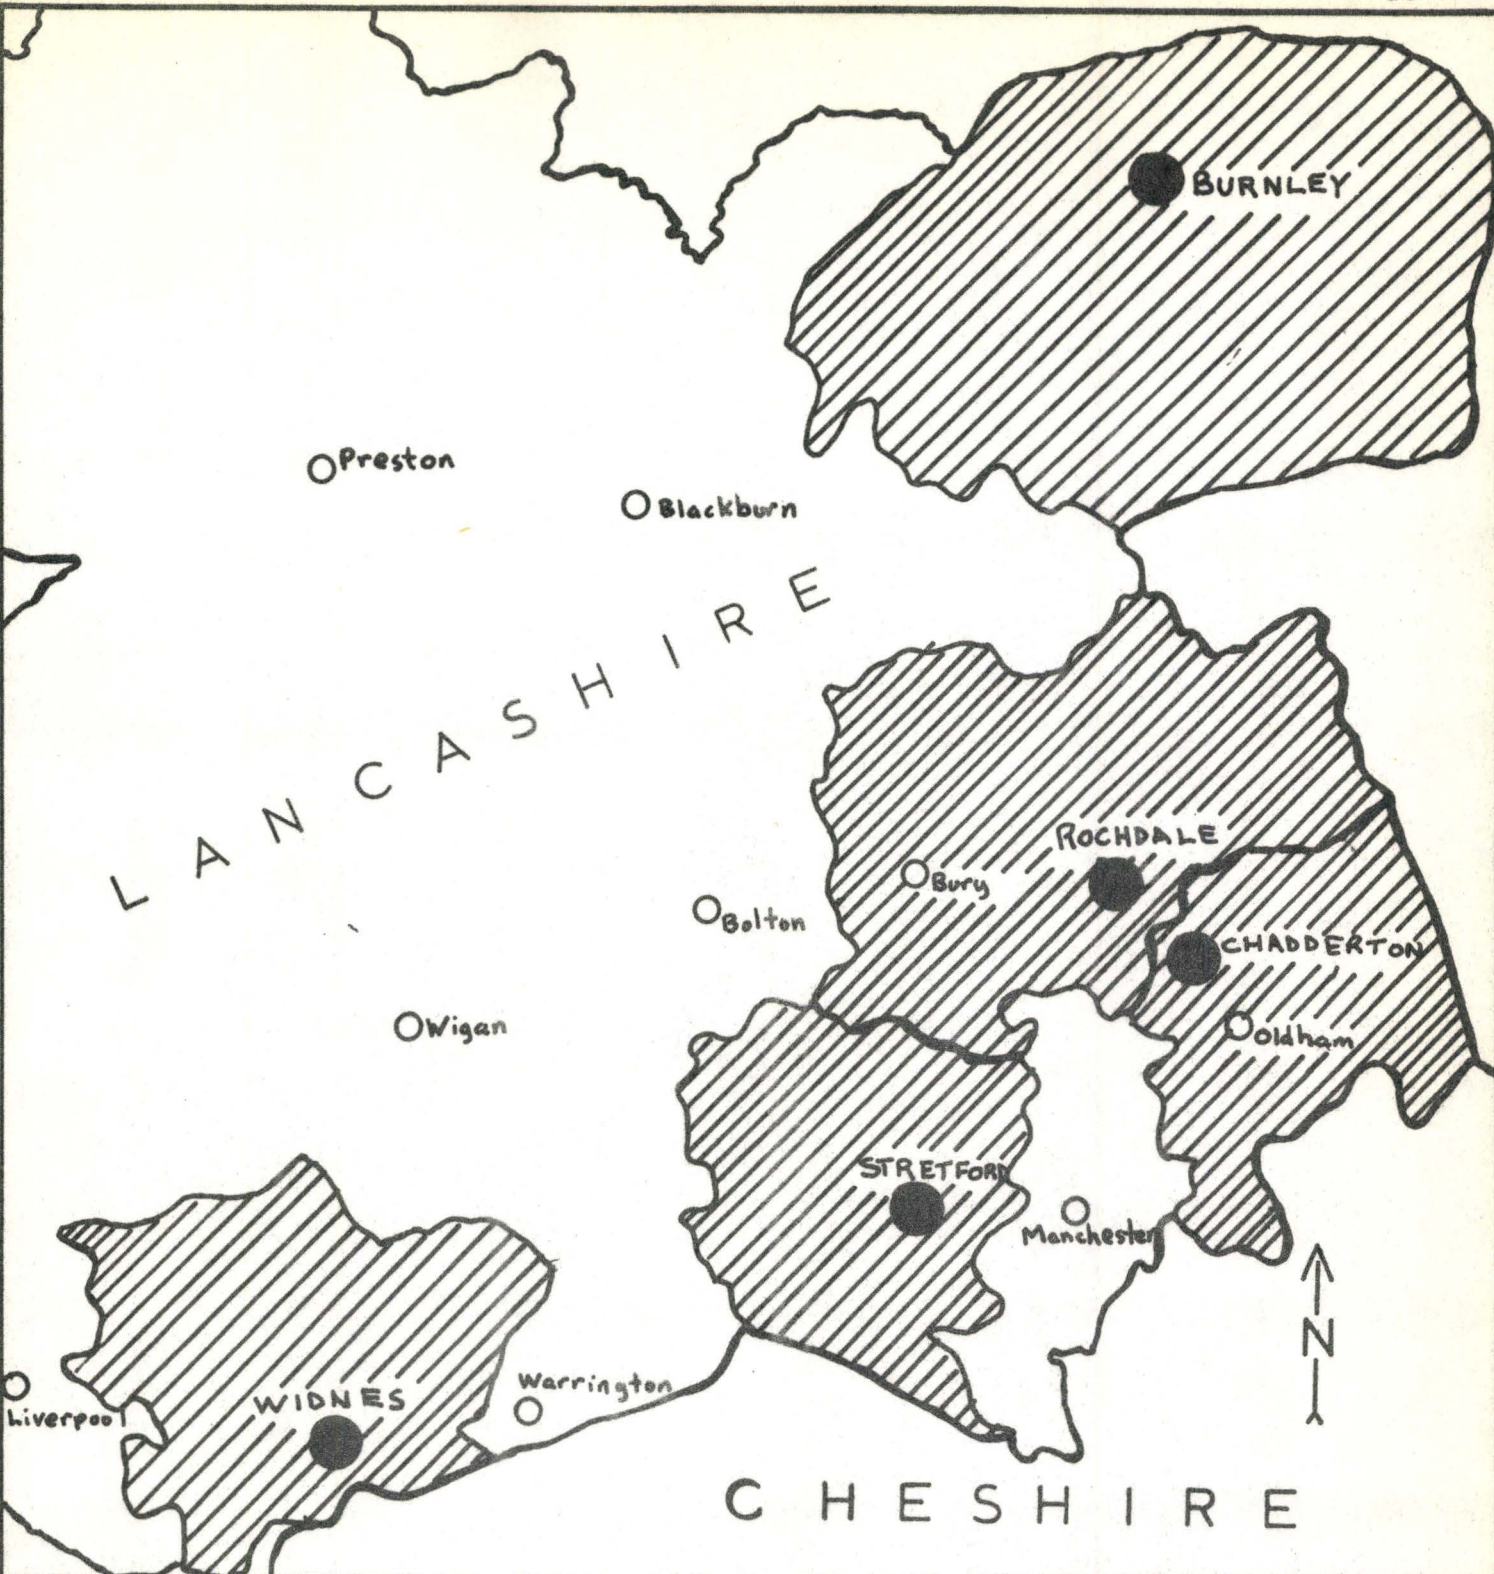 BURNLEY
Preston
Blackburn
LANCASHIRE
ROCHDALE
Bury
Bolton
CHADDERTON
Wigan
Oldham
STRETFORD
Manchester
N
Warrington
WIDNES
Liverpool
CHESHIRE